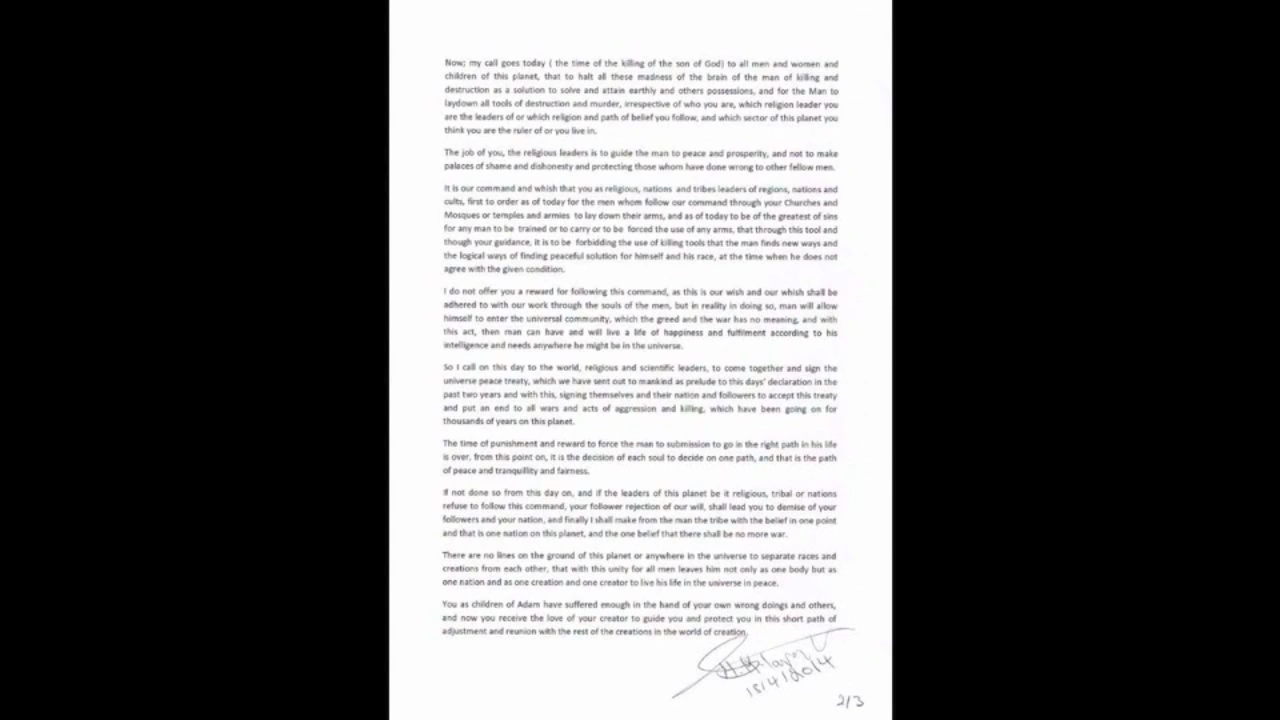 Now; my call goes today ( the time of the killing of the son of God) to all men and women and
children of this planet, that to halt all these madness of the brain of the man of killing and
destruction as a solution to solve and attain earthly and others possessions, and for the Man to
laydown all tools of destruction and murder, irrespective of who you are, which religion leader you
are the leaders of or which religion and path of belief you follow, and which sector of this planet you
think you are the ruler of or you live in.
The job of you, the religious leaders is to guide the man to peace and prosperity, and not to make
palaces of shame and dishonesty and protecting those whom have done wrong to other fellow men.
It is our command and whish that you as religious, nations and tribes leaders of regions, nations and
cults, first to order as of today for the men whom follow our command through your Churches and
Mosques or temples and armies to lay down their arms, and as of today to be of the greatest of sins
for any man to be trained or to carry or to be forced the use of any arms, that through this tool and
though your guidance, it is to be forbidding the use of killing tools that the man finds new ways and
the logical ways of finding peaceful solution for himself and his race, at the time when he does not
agree with the given condition.
I do not offer you a reward for following this command, as this is our wish and our whish shall be
adhered to with our work through the souls of the men, but in reality in doing so, man will allow
himself to enter the universal community, which the greed and the war has no meaning, and with
this act, then man can have and will live a life of happiness and fulfilment according to his
intelligence and needs anywhere he might be in the universe.
So I call on this day to the world, religious and scientific leaders, to come together and sign the
universe peace treaty, which we have sent out to mankind as prelude to this days' declaration in the
past two years and with this, signing themselves and their nation and followers to accept this treaty
and put an end to all wars and acts of aggression and killing, which have been going on for
thousands of years on this planet.
The time of punishment and reward to force the man to submission to go in the right path in his life
is over, from this point on, it is the decision of each soul to decide on one path, and that is the path
of peace and tranquillity and fairness.
If not done so from this day on, and if the leaders of this planet be it religious, tribal or nations
refuse to follow this command, your follower rejection of our will, shall lead you to demise of your
followers and your nation, and finally I shall make from the man the tribe with the belief in one point
and that is one nation on this planet, and the one belief that there shall be no more war.
There are no lines on the ground of this planet or anywhere in the universe to separate races and
creations from each other, that with this unity for all men leaves him not only as one body but as
one nation and as one creation and one creator to live his life in the universe in peace.
You as children of Adam have suffered enough in the hand of your own wrong doings and others,
and now you receive the love of your creator to guide you and protect you in this short path of
adjustment and reunion with the rest of the creations in the world of creation.
18/4/2014
2/3